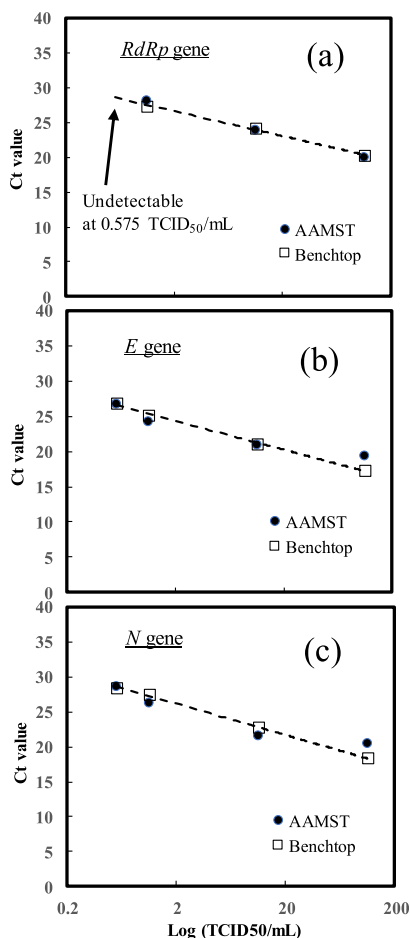 40
RdRp gene
(a)
35
30
25
20
15
10
5
0
Ct value
Undetectable
at 0.575 TCID50/mL
AAMST
Benchtop
40
E gene
(b)
35
30
25
20
15
10
5
0
Ct value
AAMST
Benchtop
40
N gene
(c)
35
30
25
20
15
10
5
0
Ct value
AAMST
Benchtop
0.2 2 20 200
Log (TCID50/mL)